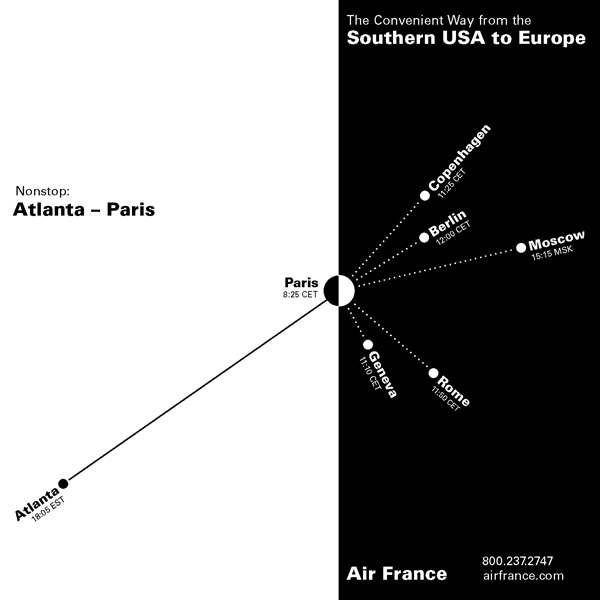 The Convenient Way from the
Southern USA to Europe
Nonstop:
Atlanta – Paris
Copenhagen
11:25 CET
Berlin
12:00 CET
Moscow
15:15 MSK
Paris
8:25 CET
Geneva
11:10 CET
Rome
11:50 CET
Atlanta
18:05 EST
Air France
800.237.2747
airfrance.com